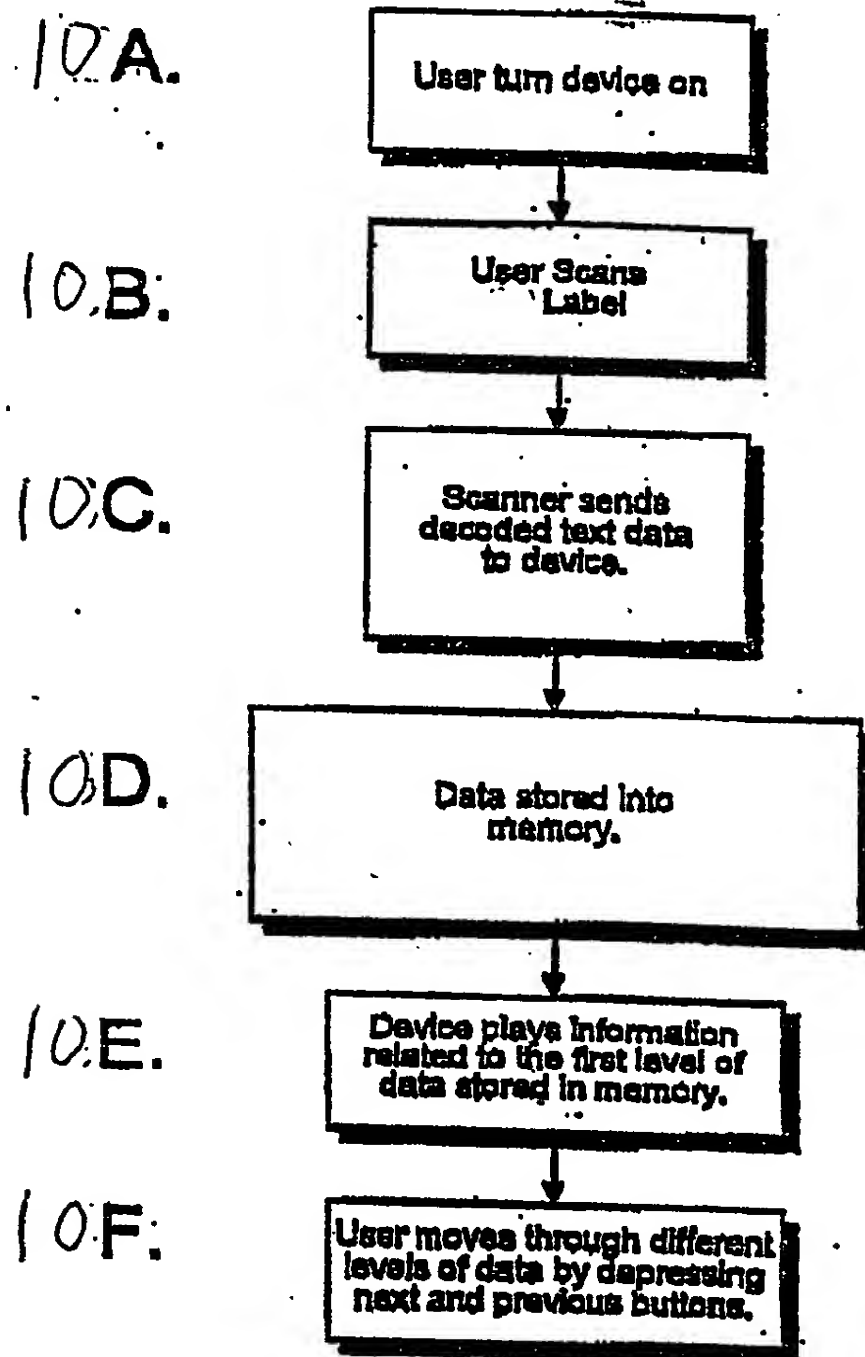 10A.
User turn device on
10B.
User Scans
Label
10C.
Scanner sends
decoded text data
to device.
10D.
Data stored into
memory.
10E.
Device plays Information
related to the first level of
data stored in memory.
10F.
User moves through different
levels of data by depressing
next and previous buttons.